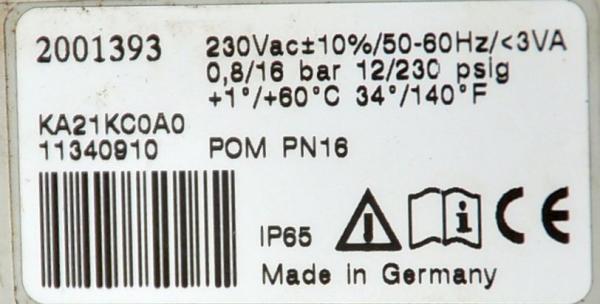 2001393 230Vac±10%/50-60Hz/<3VA
0,8/16 bar 12/230 psig
+1°/+60°C 34°/140°F
KA21KC0A0
11340910 POM PN16
IP65 CE
Made in Germany